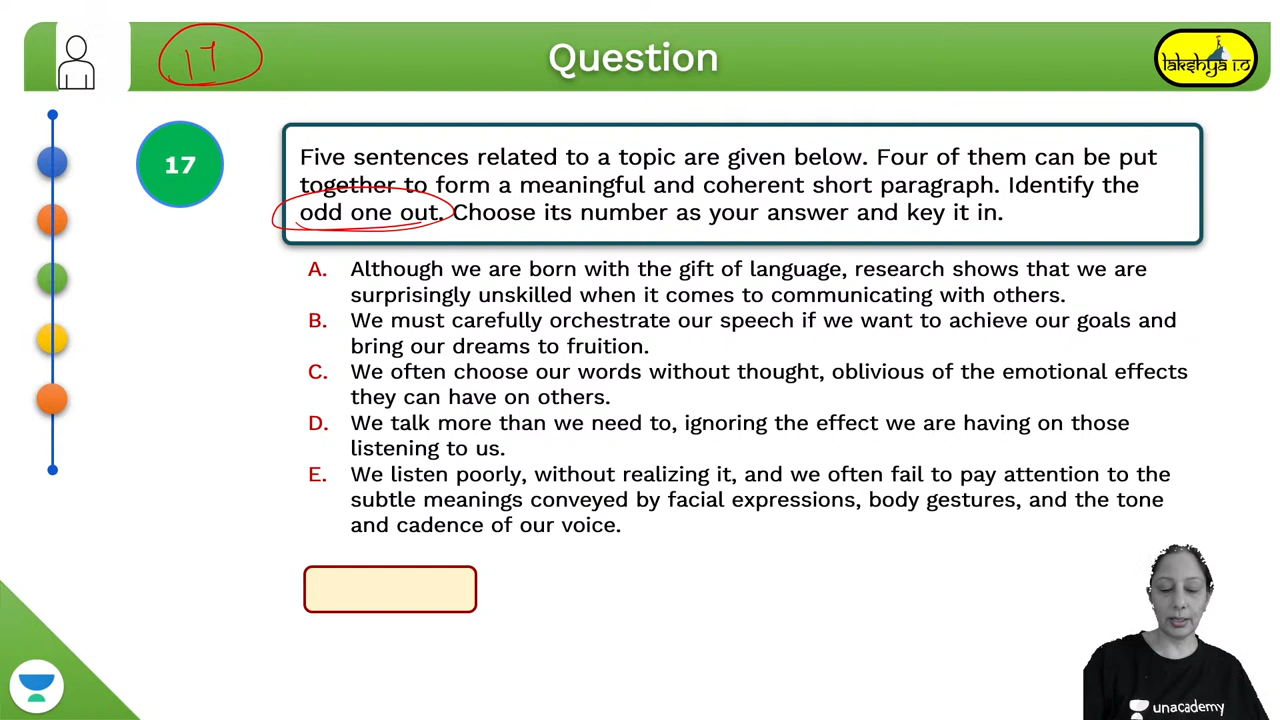 17
Question
lakshya 1.0
17
Five sentences related to a topic are given below. Four of them can be put
together to form a meaningful and coherent short paragraph. Identify the
odd one out. Choose its number as your answer and key it in.
A. Although we are born with the gift of language, research shows that we are
surprisingly unskilled when it comes to communicating with others.
B. We must carefully orchestrate our speech if we want to achieve our goals and
bring our dreams to fruition.
C. We often choose our words without thought, oblivious of the emotional effects
they can have on others.
D. We talk more than we need to, ignoring the effect we are having on those
listening to us.
E. We listen poorly, without realizing it, and we often fail to pay attention to the
subtle meanings conveyed by facial expressions, body gestures, and the tone
and cadence of our voice.
unacademy